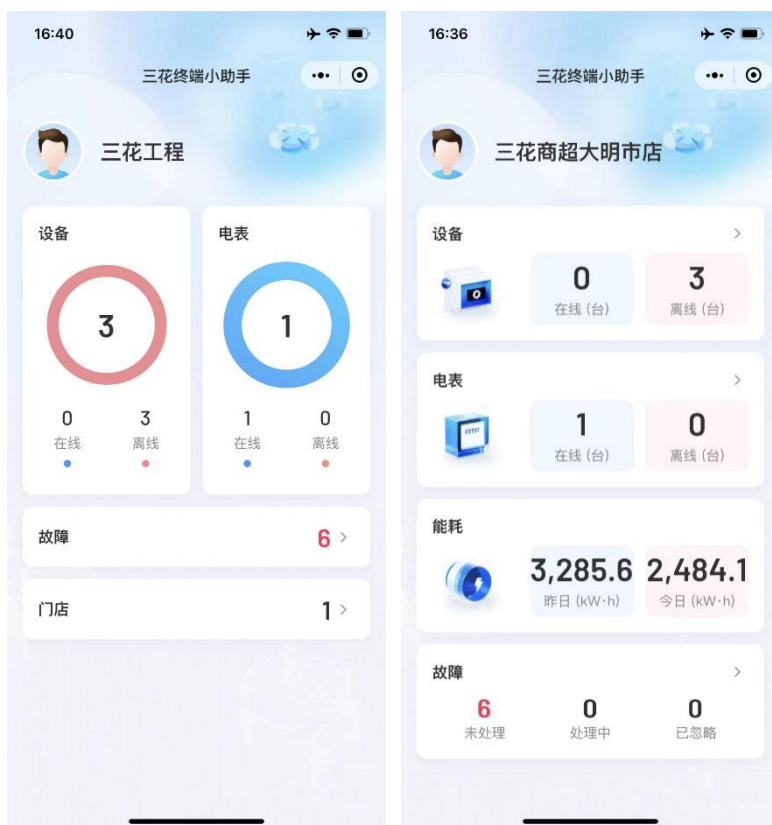 16:40
三花终端小助手
三花工程
设备
3
0
3
在线
离线
电表
1
1
0
在线
离线
故障
6
门店
1
16:36
三花终端小助手
三花商超大明市店
设备
0
在线 (台)
3
离线 (台)
电表
1
在线 (台)
0
离线 (台)
能耗
3,285.6
昨日 (kW·h)
2,484.1
今日 (kW·h)
故障
6
未处理
0
处理中
0
已忽略